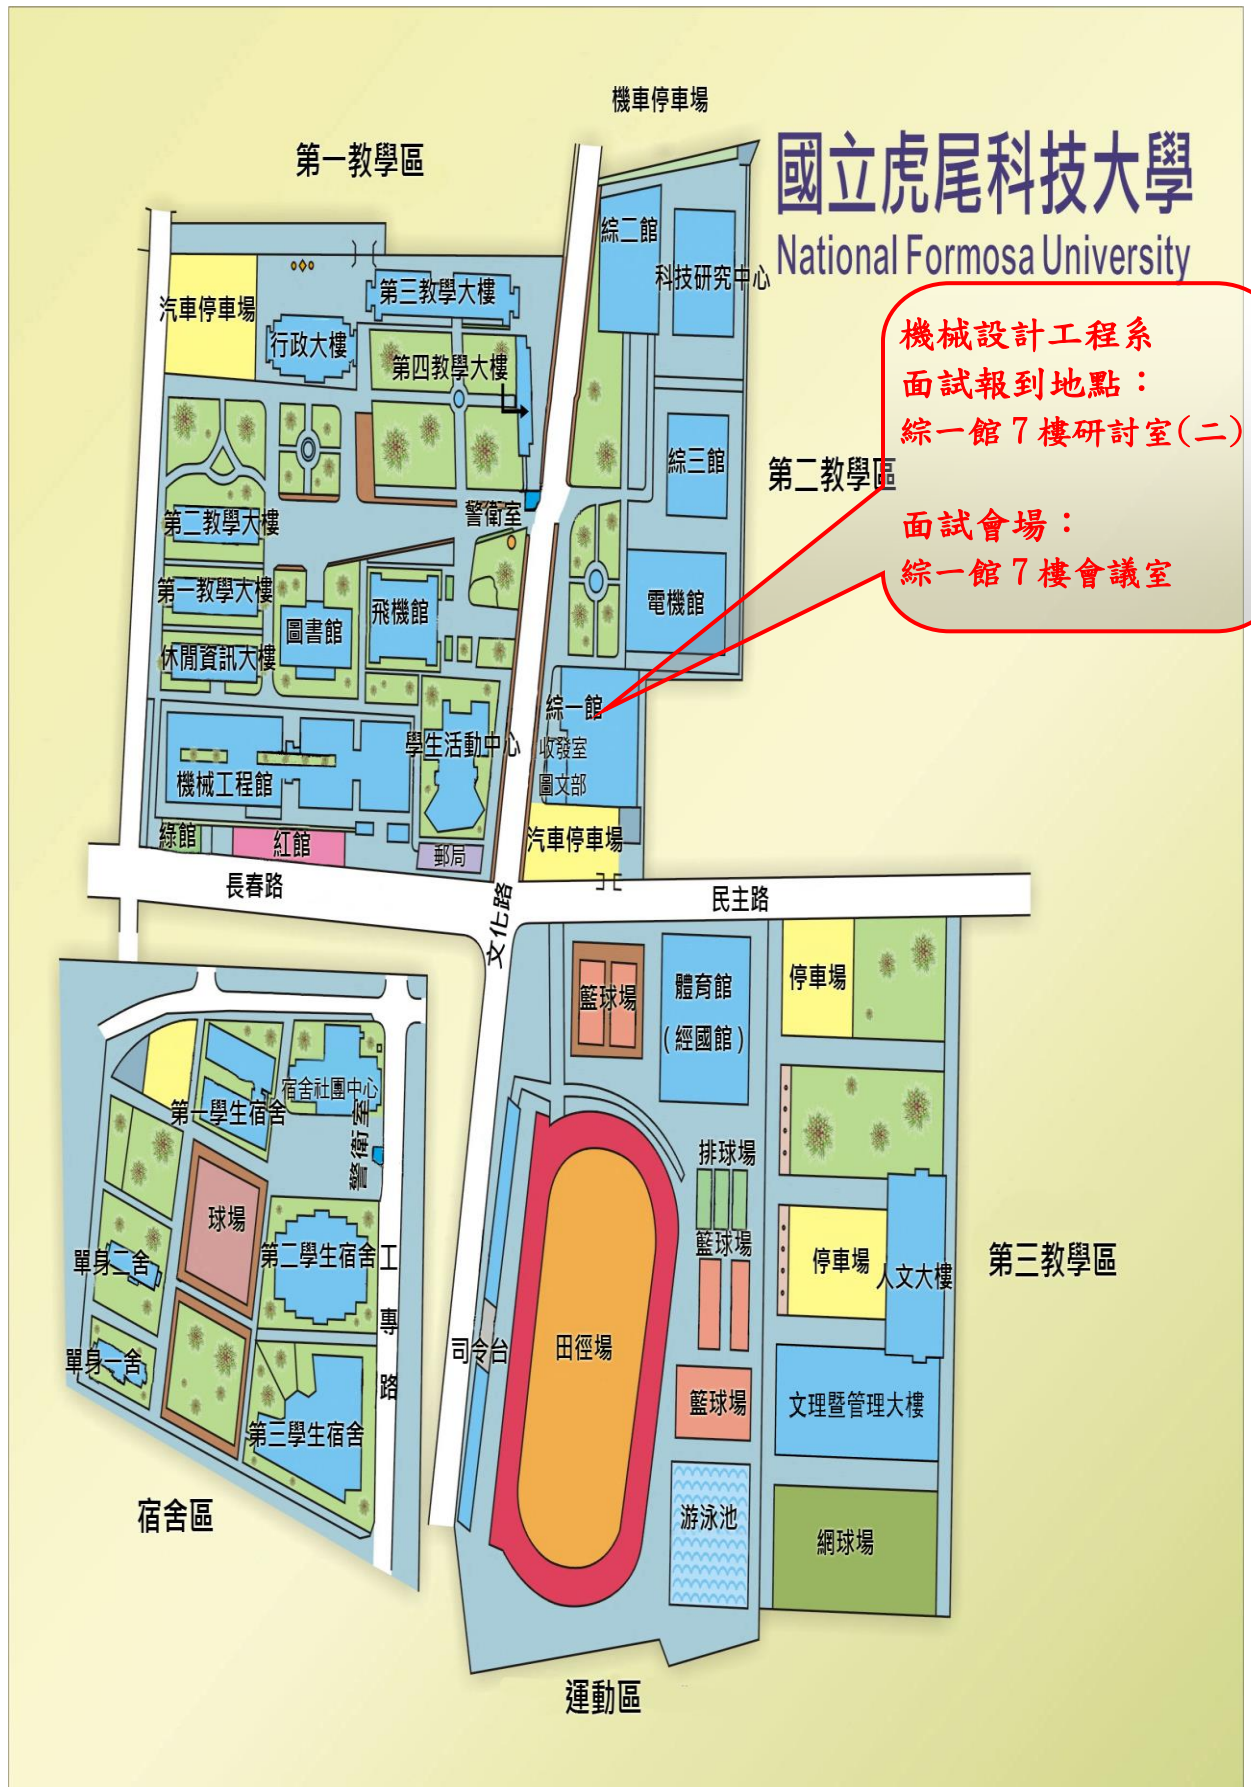 機車停車場
第一教學區
國立虎尾科技大學
National Formosa University
綜二館
科技研究中心
汽車停車場
第三教學大樓
行政大樓
第四教學大樓
機械設計工程系
面試報到地點：
綜一館7樓研討室(二)
面試會場：
綜一館7樓會議室
綜三館
第二教學區
警衛室
第二教學大樓
第一教學大樓
圖書館
飛機館
電機館
休閒資訊大樓
綜一館
收發室
圖文部
學生活動中心
機械工程館
綠館
紅館
郵局
汽車停車場
長春路
文化路
民主路
籃球場
體育館
(經國館)
停車場
宿舍社團中心
第一學生宿舍
警衛室
排球場
籃球場
球場
第二學生宿舍
工專路
單身二舍
停車場
人文大樓
第三教學區
司令台
田徑場
單身一舍
籃球場
文理暨管理大樓
第三學生宿舍
宿舍區
游泳池
網球場
運動區